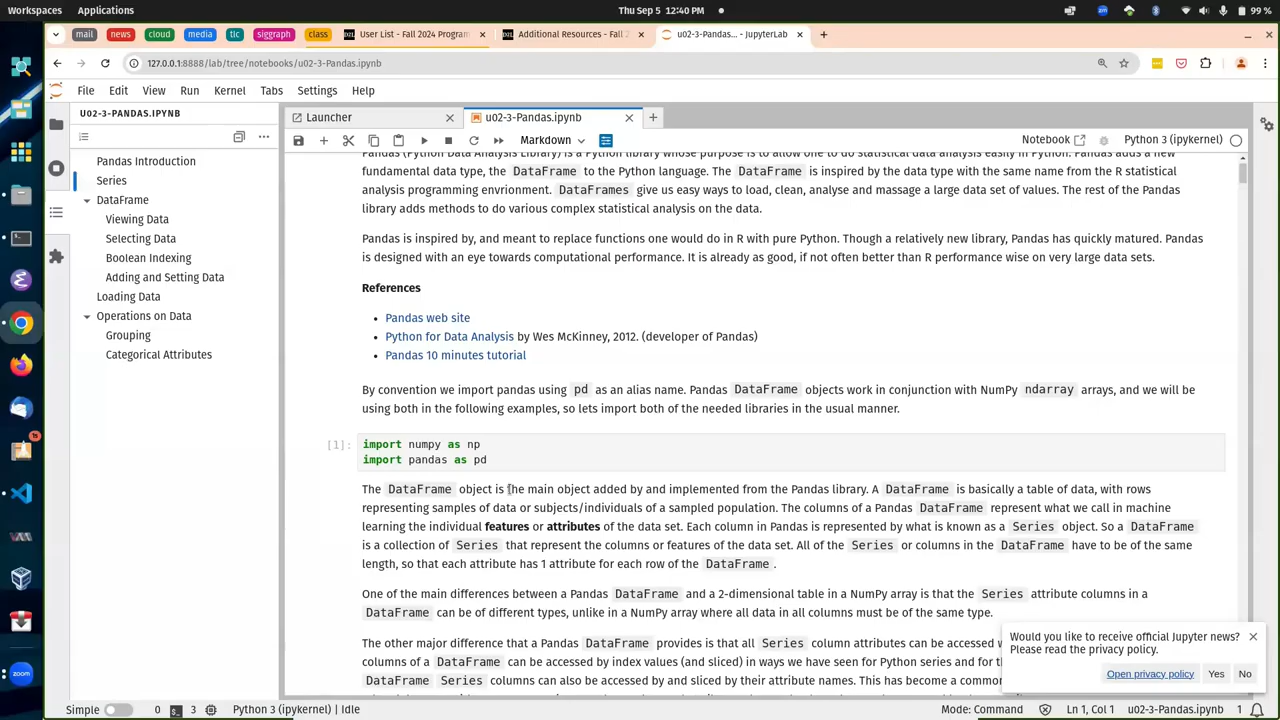 Workspaces Applications Thu Sep 5 12:40 PM 99 %
mail news cloud media tlc siggraph class User List - Fall 2024 Program Additional Resources - Fall 2 u02-3-Pandas... - JupyterLab
127.0.0.1:8888/lab/tree/notebooks/u02-3-Pandas.ipynb
File Edit View Run Kernel Tabs Settings Help
U02-3-PANDAS.IPYNB
Launcher u02-3-Pandas.ipynb
Markdown Notebook Python 3 (ipykernel)
Pandas Introduction
Series
DataFrame
Viewing Data
Selecting Data
Boolean Indexing
Adding and Setting Data
Loading Data
Operations on Data
Grouping
Categorical Attributes
Pandas (Python Data Analysis Library) is a Python library whose purpose is to allow one to do statistical data analysis easily in Python. Pandas adds a new
fundamental data type, the DataFrame to the Python language. The DataFrame is inspired by the data type with the same name from the R statistical
analysis programming envrionment. DataFrames give us easy ways to load, clean, analyse and massage a large data set of values. The rest of the Pandas
library adds methods to do various complex statistical analysis on the data.
Pandas is inspired by, and meant to replace functions one would do in R with pure Python. Though a relatively new library, Pandas has quickly matured. Pandas
is designed with an eye towards computational performance. It is already as good, if not often better than R performance wise on very large data sets.
References
• Pandas web site
• Python for Data Analysis by Wes McKinney, 2012. (developer of Pandas)
• Pandas 10 minutes tutorial
By convention we import pandas using pd as an alias name. Pandas DataFrame objects work in conjunction with NumPy ndarray arrays, and we will be
using both in the following examples, so lets import both of the needed libraries in the usual manner.
[1]: import numpy as np
import pandas as pd
The DataFrame object is the main object added by and implemented from the Pandas library. A DataFrame is basically a table of data, with rows
representing samples of data or subjects/individuals of a sampled population. The columns of a Pandas DataFrame represent what we call in machine
learning the individual features or attributes of the data set. Each column in Pandas is represented by what is known as a Series object. So a DataFrame
is a collection of Series that represent the columns or features of the data set. All of the Series or columns in the DataFrame have to be of the same
length, so that each attribute has 1 attribute for each row of the DataFrame.
One of the main differences between a Pandas DataFrame and a 2-dimensional table in a NumPy array is that the Series attribute columns in a
DataFrame can be of different types, unlike in a NumPy array where all data in all columns must be of the same type.
The other major difference that a Pandas DataFrame provides is that all Series column attributes can be accessed
columns of a DataFrame can be accessed by index values (and sliced) in ways we have seen for Python series and for
DataFrame Series columns can also be accessed by and sliced by their attribute names. This has become a common
Would you like to receive official Jupyter news?
Please read the privacy policy.
Open privacy policy Yes No
Simple 0 3 Python 3 (ipykernel) | Idle Mode: Command Ln 1, Col 1 u02-3-Pandas.ipynb 1